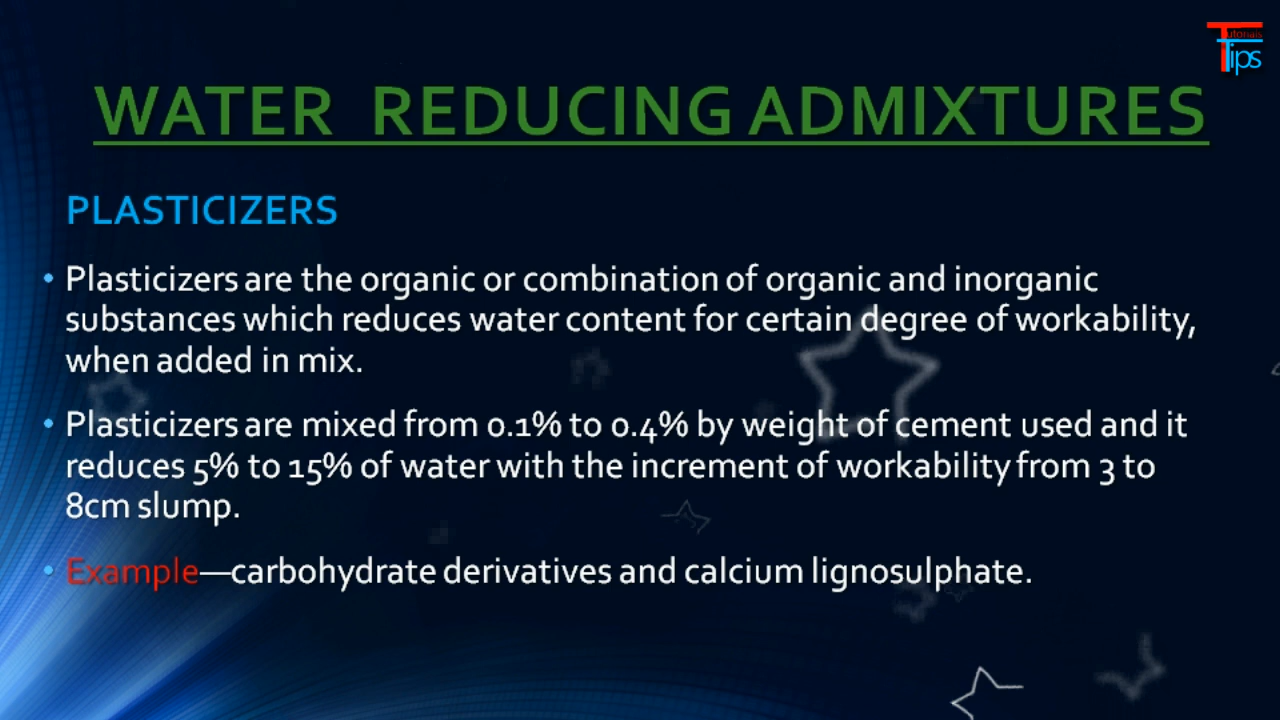 Tutorials
Tips
WATER REDUCING ADMIXTURES
PLASTICIZERS
• Plasticizers are the organic or combination of organic and inorganic
substances which reduces water content for certain degree of workability,
when added in mix.
• Plasticizers are mixed from 0.1% to 0.4% by weight of cement used and it
reduces 5% to 15% of water with the increment of workability from 3 to
8cm slump.
• Example—carbohydrate derivatives and calcium lignosulphate.